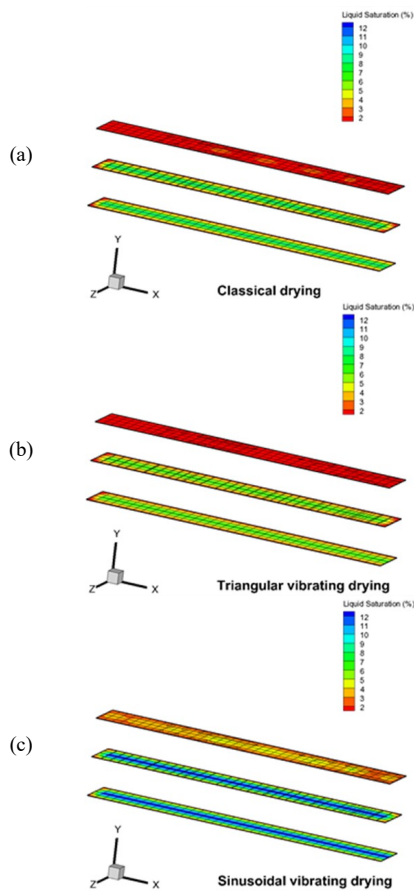 Liquid Saturation (%)
12
11
10
9
8
7
6
5
4
3
2
(a)
Y
Z
X
Classical drying
Liquid Saturation (%)
12
11
10
9
8
7
6
5
4
3
2
(b)
Y
Z
X
Triangular vibrating drying
Liquid Saturation (%)
12
11
10
9
8
7
6
5
4
3
2
(c)
Y
Z
X
Sinusoidal vibrating drying